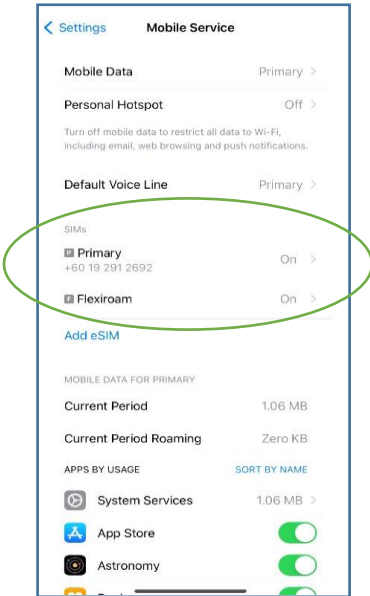 Settings Mobile Service
Mobile Data Primary
Personal Hotspot Off
Turn off mobile data to restrict all data to Wi-Fi,
including email, web browsing and push notifications.
Default Voice Line Primary
SIMs
P Primary On
+60 19 291 2692
F Flexiroam On
Add eSIM
MOBILE DATA FOR PRIMARY
Current Period 1.06 MB
Current Period Roaming Zero KB
APPS BY USAGE SORT BY NAME
System Services 1.06 MB
App Store
Astronomy